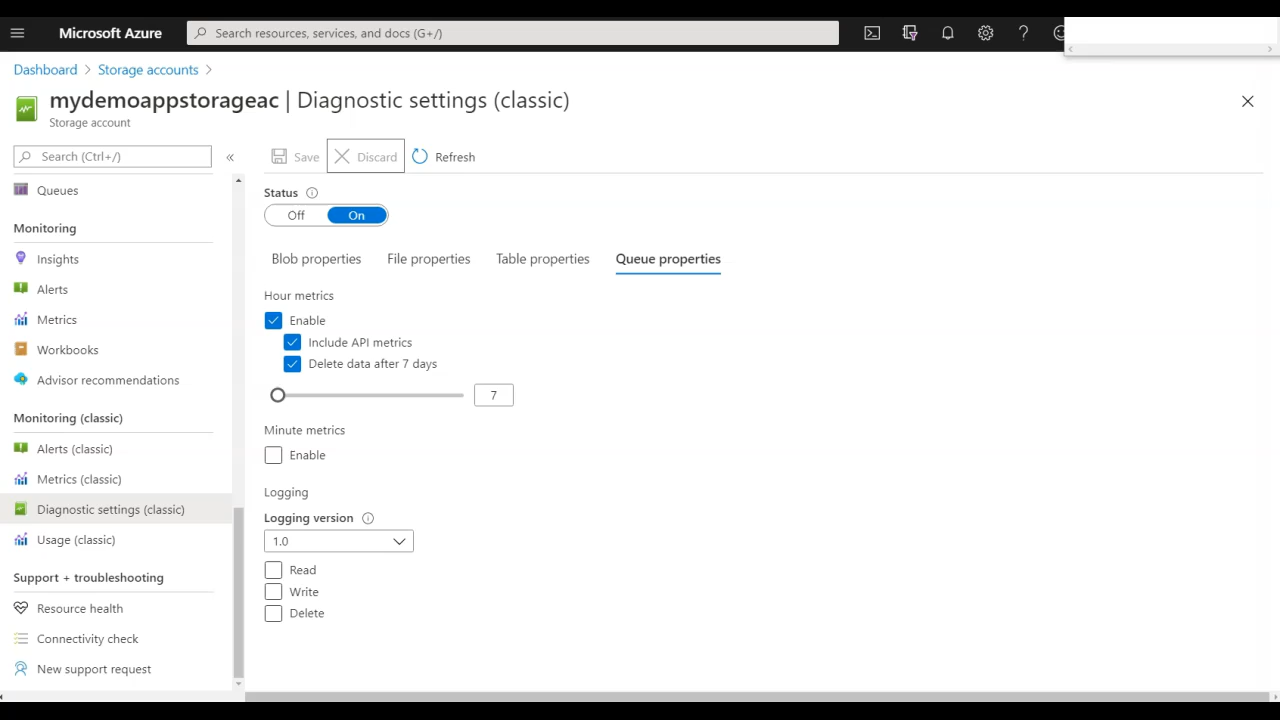 Microsoft Azure
Search resources, services, and docs (G+/)
Dashboard > Storage accounts >
mydemoappstorageac | Diagnostic settings (classic)
Storage account
Search (Ctrl+/)
«
Queues
Monitoring
Insights
Alerts
Metrics
Workbooks
Advisor recommendations
Monitoring (classic)
Alerts (classic)
Metrics (classic)
Diagnostic settings (classic)
Usage (classic)
Support + troubleshooting
Resource health
Connectivity check
New support request
Save Discard Refresh
Status
Off On
Blob properties File properties Table properties Queue properties
Hour metrics
Enable
Include API metrics
Delete data after 7 days
7
Minute metrics
Enable
Logging
Logging version
1.0
Read
Write
Delete